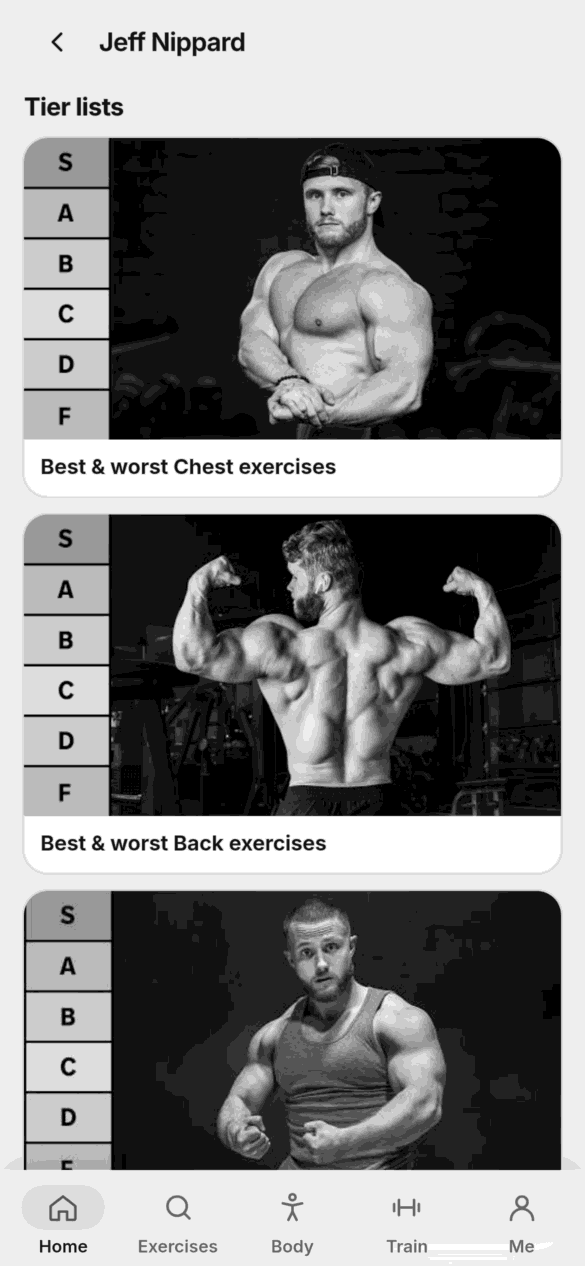 Jeff Nippard
Tier lists
S
A
B
C
D
F
Best & worst Chest exercises
S
A
B
C
D
F
Best & worst Back exercises
S
A
B
C
D
F
Home
Exercises
Body
Train
Me